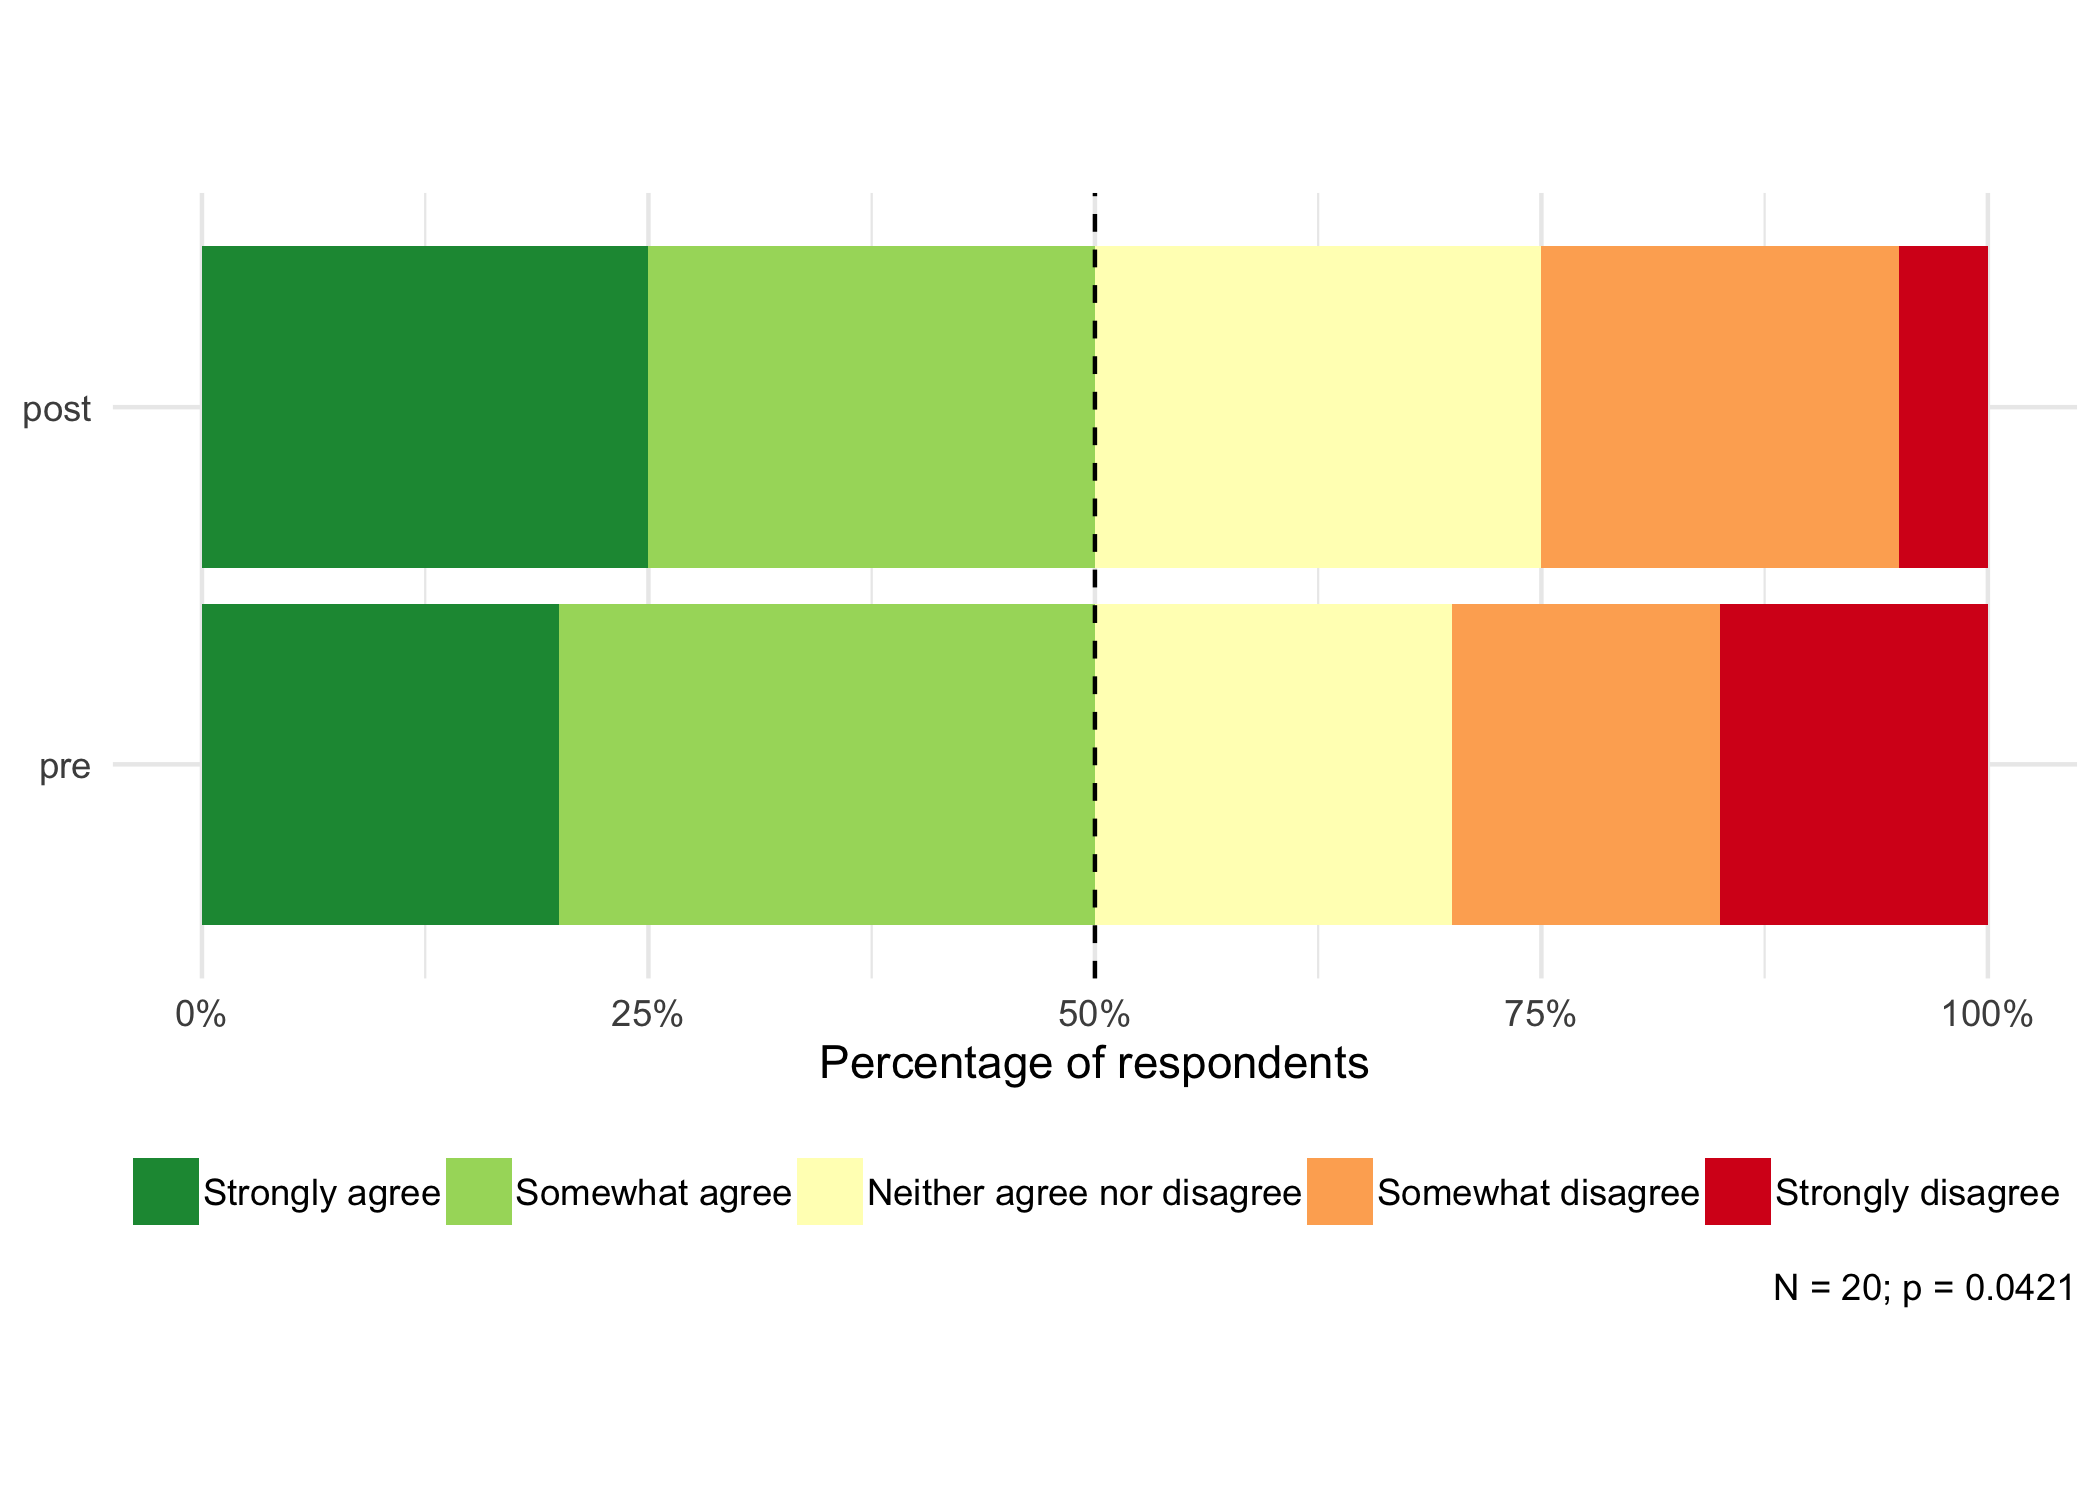 post
pre
0% 25% 50% 75% 100%
Percentage of respondents
Strongly agree Somewhat agree Neither agree nor disagree Somewhat disagree Strongly disagree
N = 20; p = 0.0421